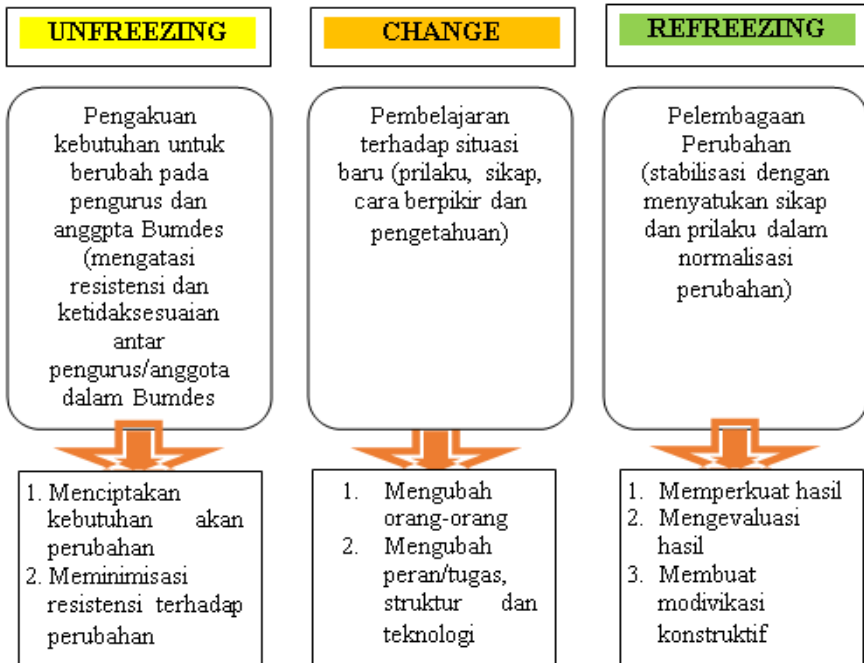 UNFREEZING
Pengakuan
kebutuhan untuk
berubah pada
pengurus dan
anggpta Bumdes
(mengatasi
resistensi dan
ketidaksesuaian
antar
pengurus/anggota
dalam Bumdes
1. Menciptakan
kebutuhan akan
perubahan
2. Meminimisasi
resistensi terhadap
perubahan
CHANGE
Pembelajaran
terhadap situasi
baru (prilaku, sikap,
cara berpikir dan
pengetahuan)
1. Mengubah
orang-orang
2. Mengubah
peran/tugas,
struktur dan
teknologi
REFREEZING
Pelembagaan
Perubahan
(stabilisasi dengan
menyatukan sikap
dan prilaku dalam
normalisasi
perubahan)
1. Memperkuat hasil
2. Mengevaluasi
hasil
3. Membuat
modivikasi
konstruktif